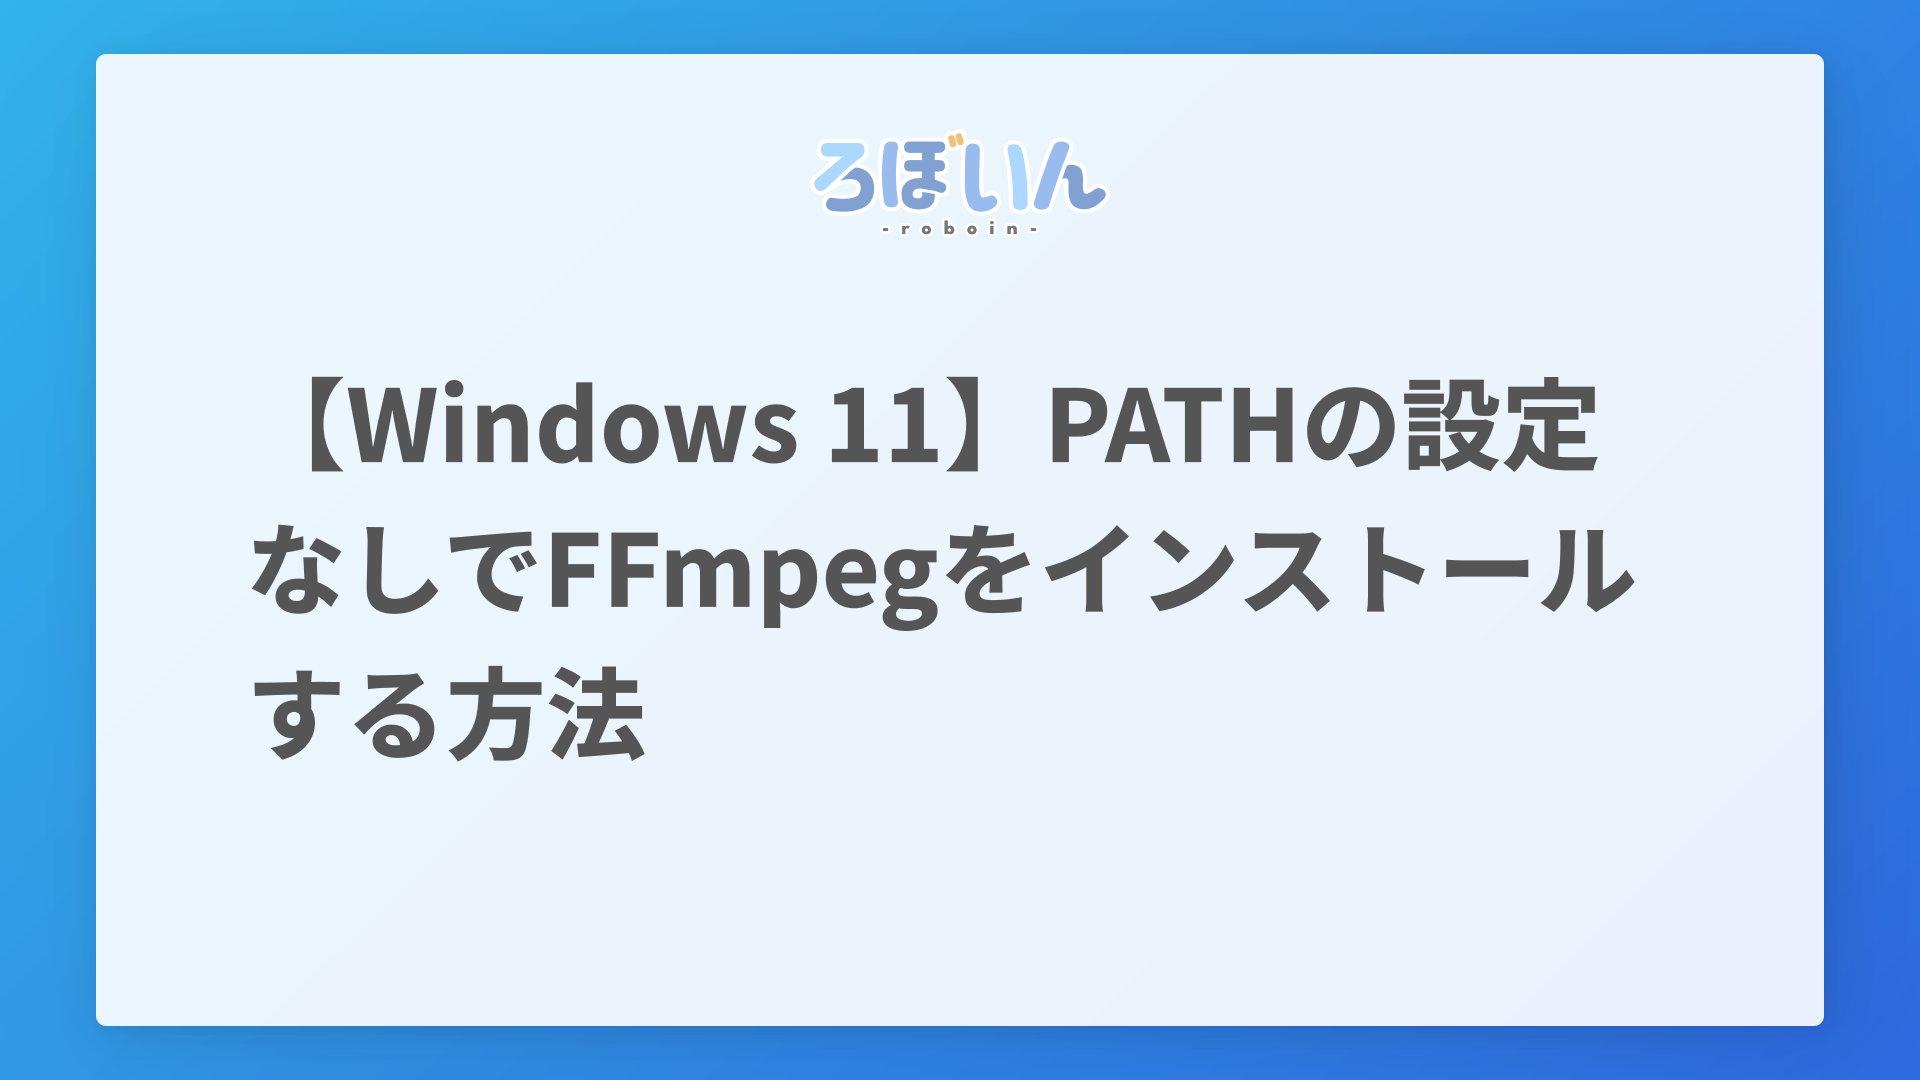 ろぼいん
-roboin-
【Windows 11】PATHの設定
なしでFFmpegをインストール
する方法